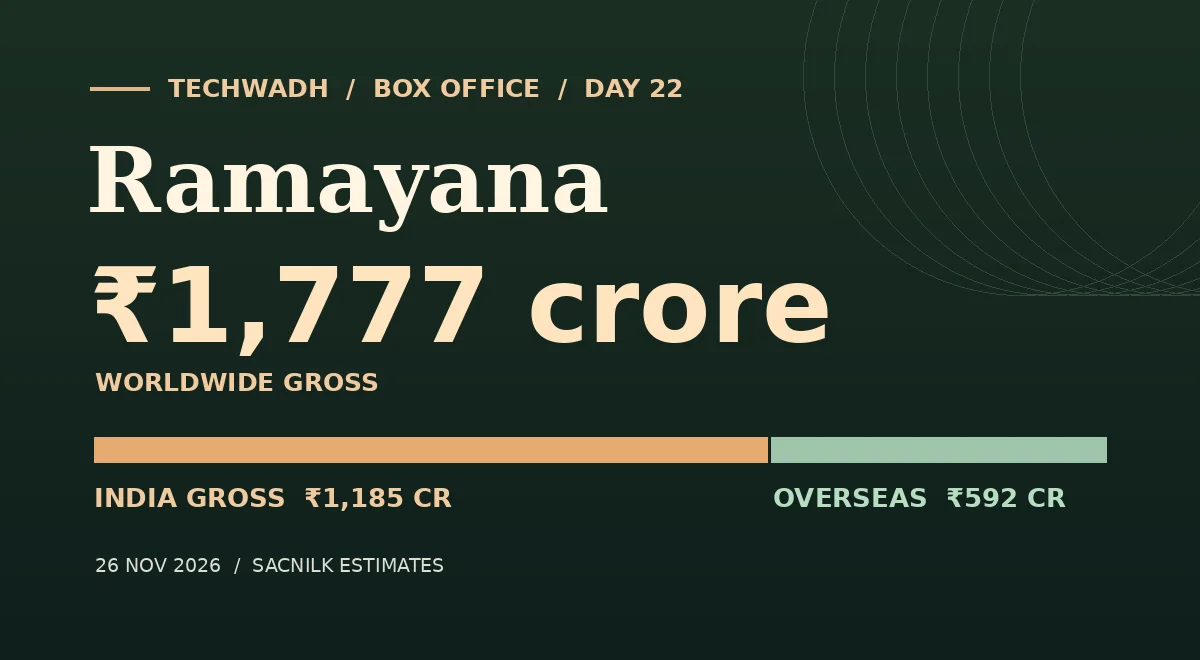 TECHWADH / BOX OFFICE / DAY 22
Ramayana
₹1,777 crore
WORLDWIDE GROSS
INDIA GROSS ₹1,185 CR
OVERSEAS ₹592 CR
26 NOV 2026 / SACNILK ESTIMATES